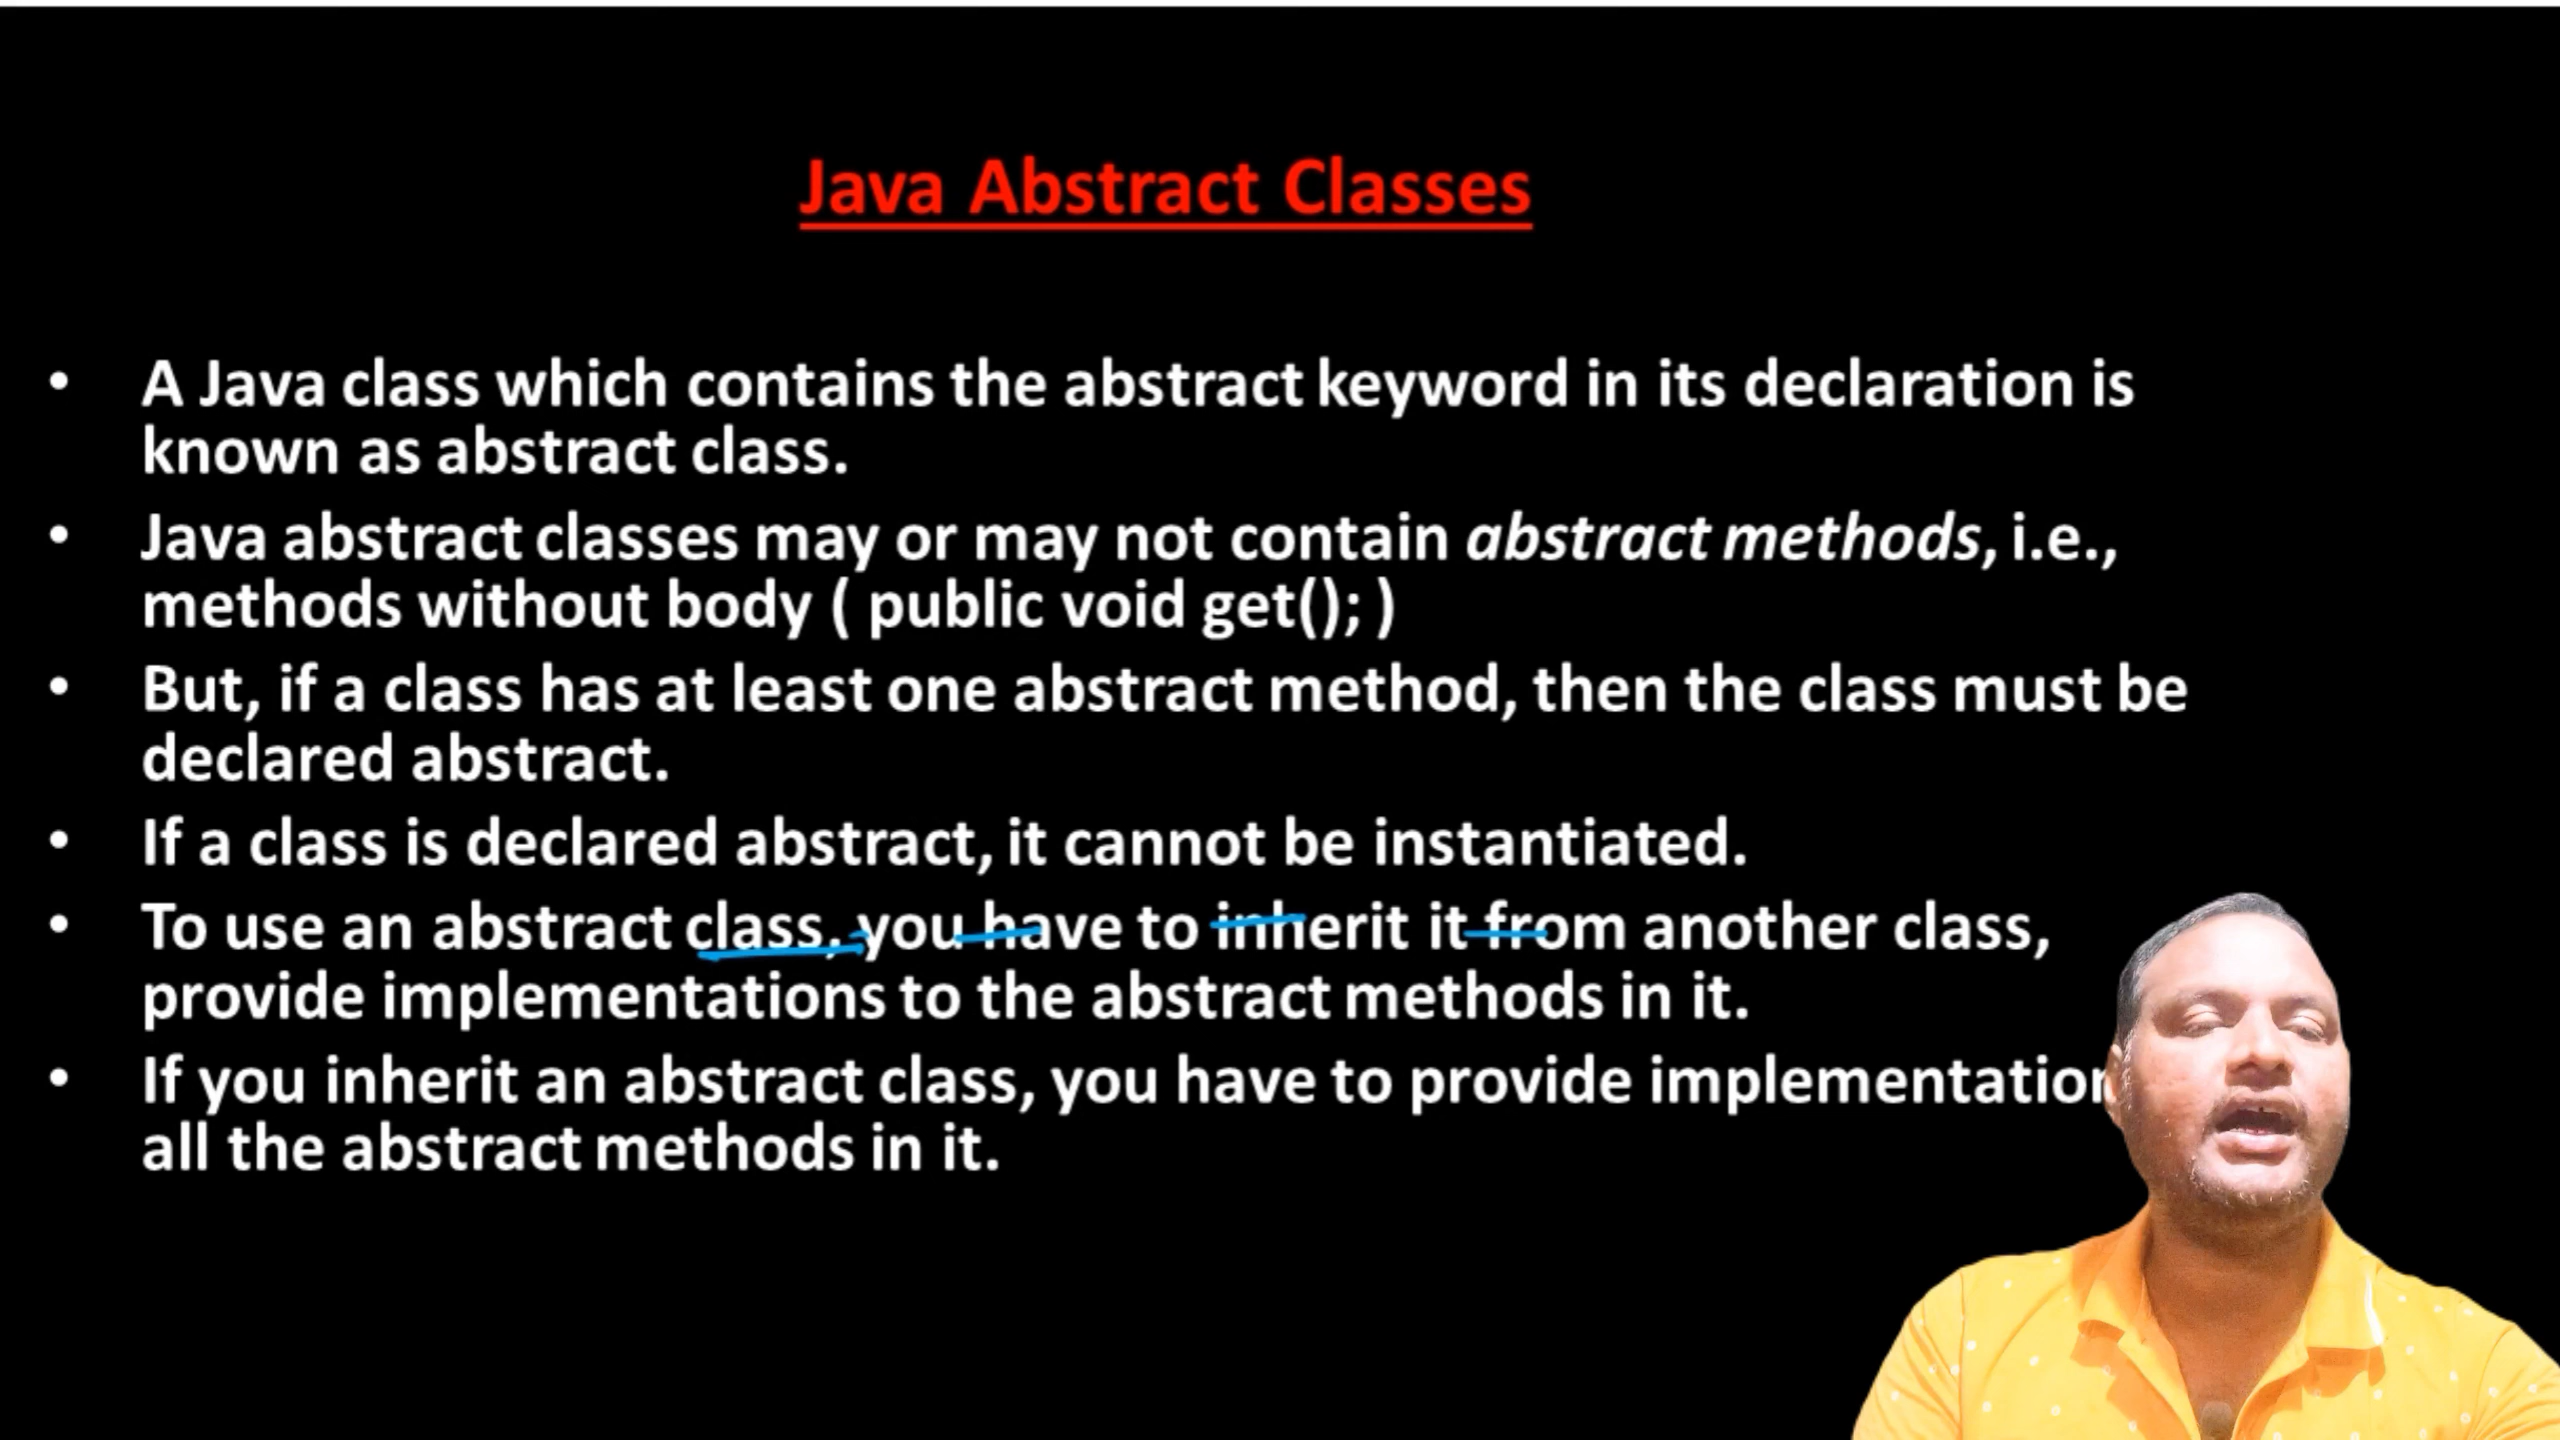 Java Abstract Classes
• A Java class which contains the abstract keyword in its declaration is
known as abstract class.
• Java abstract classes may or may not contain abstract methods, i.e.,
methods without body ( public void get(); )
• But, if a class has at least one abstract method, then the class must be
declared abstract.
• If a class is declared abstract, it cannot be instantiated.
• To use an abstract class, you have to inherit it from another class,
provide implementations to the abstract methods in it.
• If you inherit an abstract class, you have to provide
all the abstract methods in it.